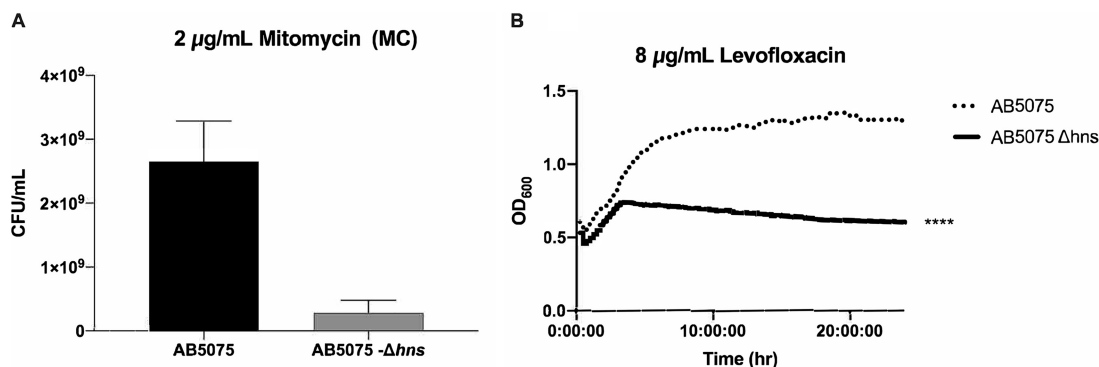 A
2 µg/mL Mitomycin (MC)
CFU/mL
4×10⁹
3×10⁹
2×10⁹
1×10⁹
0
AB5075
AB5075 -Δhns
B
8 µg/mL Levofloxacin
OD₆₀₀
1.5
1.0
0.5
0.0
0:00:00
10:00:00
20:00:00
Time (hr)
AB5075
AB5075 Δhns
****